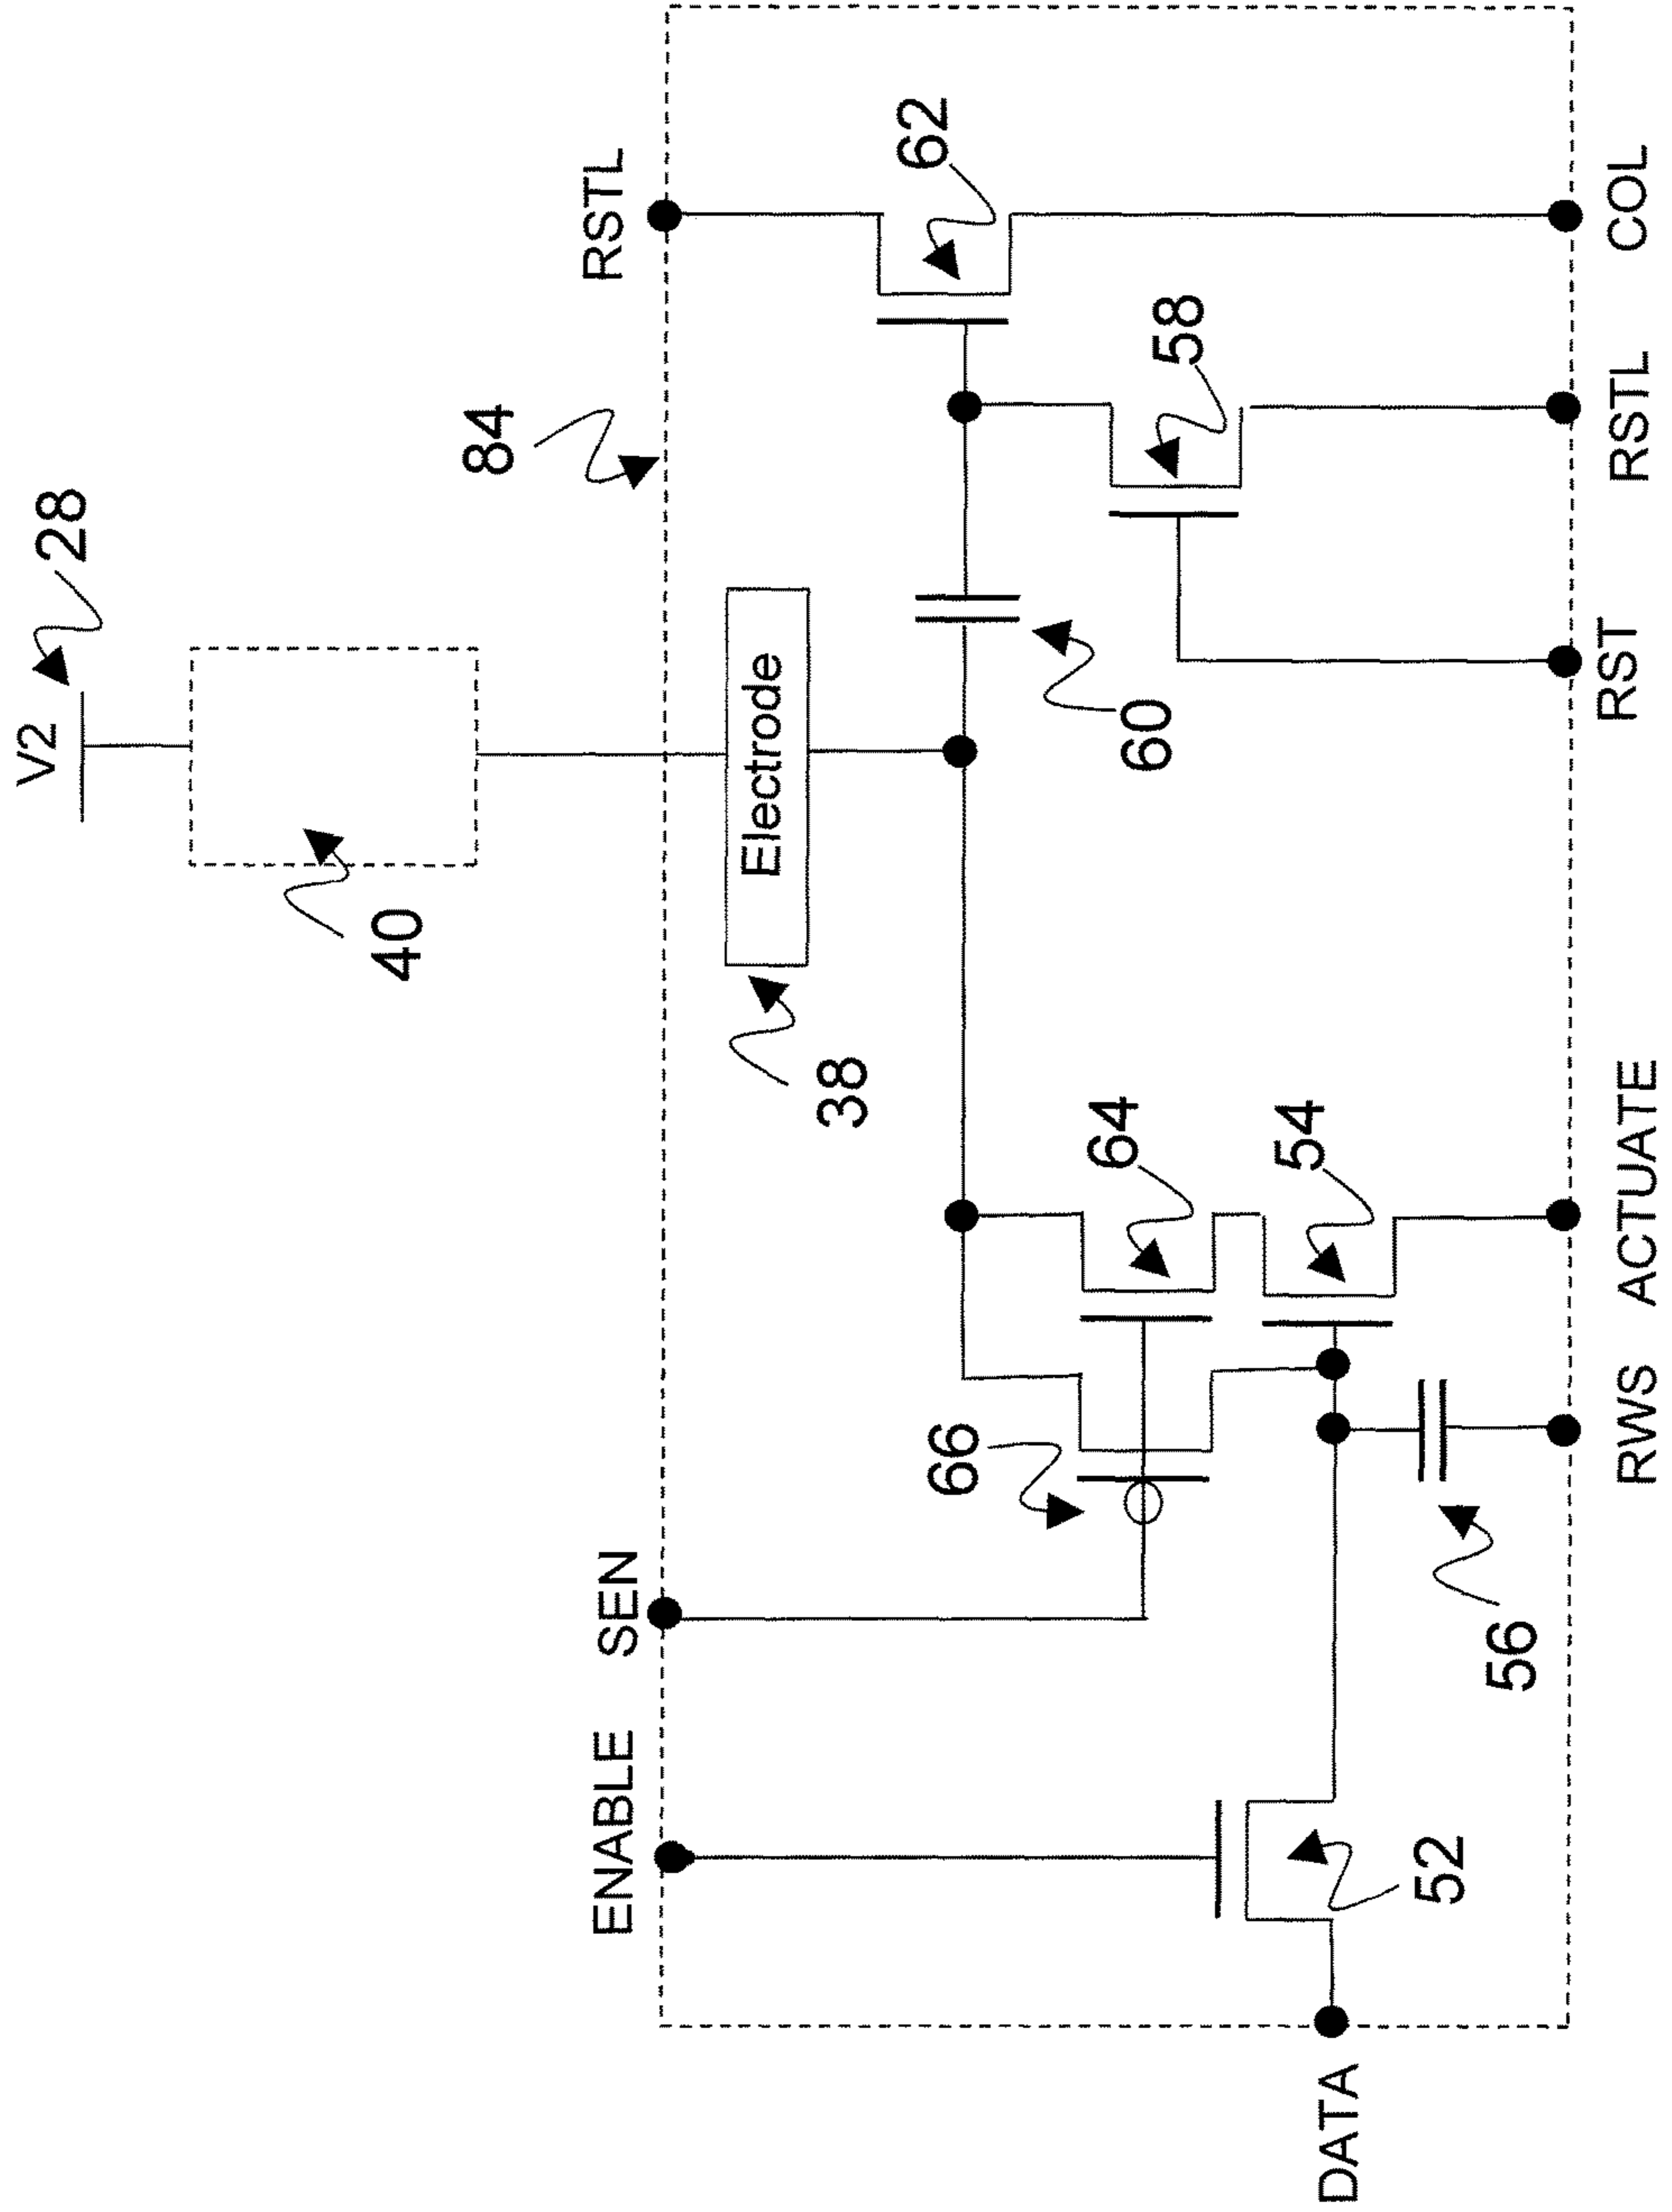 V2
28
40
84
RSTL
62
Electrode
38
60
58
64
54
66
56
52
ENABLE
SEN
DATA
RWS
ACTUATE
RST
RSTL
COL